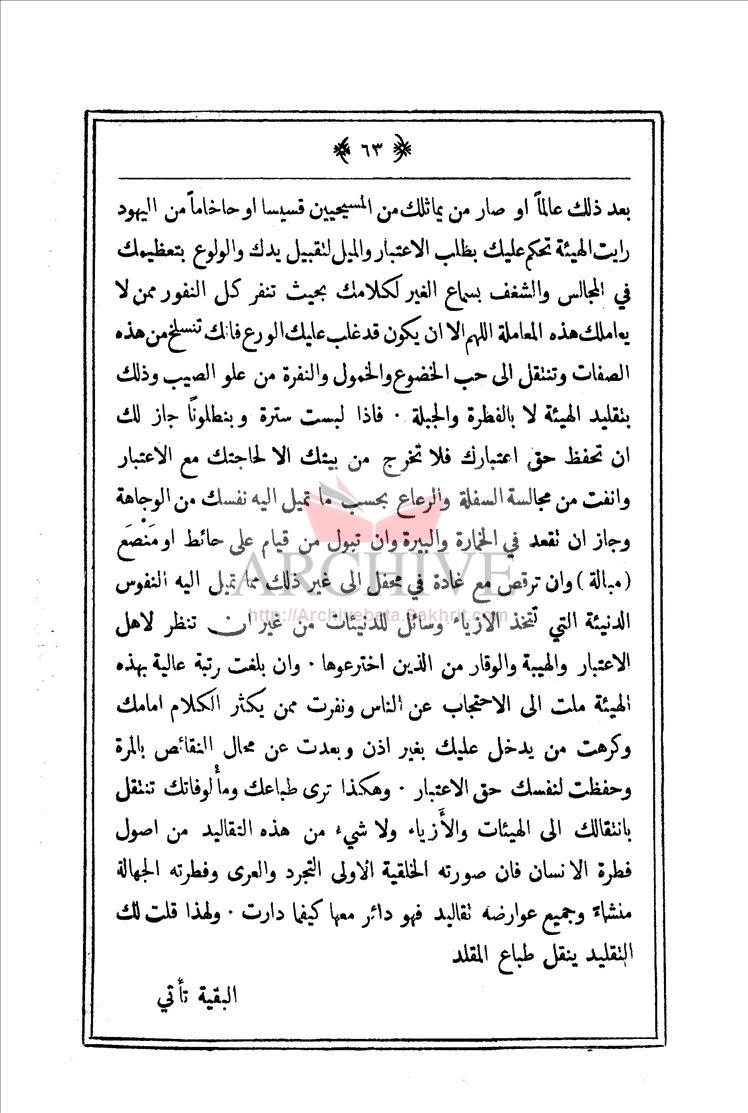 ٦٣
بعد ذلك عالماً او صار من يماثلك من المسيحيين قسيسا او حاخاماً من اليهود
رايت الهيئة تحكم عليك بطلب الاعتبار والميل لتقبيل يدك والولوع بتعظيمك
في المجالس والشغف بسماع الغير لكلامك بحيث تنفر كل النفور ممن لا
يعاملك هذه المعاملة اللهم الا ان يكون قد غلب عليك الورع فانك تنسلخ من هذه
الصفات وتنتقل الى حب الخضوع والخمول والنفرة من علو الصيب وذلك
بتقليد الهيئة لا بالفطرة والجبلة ٠ فاذا لبست سترة وبنطلوناً جاز لك
ان تحفظ حق اعتبارك فلا تخرج من بيتك الا لحاجتك مع الاعتبار
وانفت من مجالسة السفلة والرعاع بحسب ما تميل اليه نفسك من الوجاهة
وجاز ان تقعد في الخمارة والبيرة وان تبول من قيام على حائط او مَنْصَع
(مبالة) وان ترقص مع غادة في محفل الى غير ذلك مما تميل اليه النفوس
الدنيئة التي تتخذ الازياء وسائل للدنيئات من غير ان تنظر لاهل
الاعتبار والهيبة والوقار من الذين اخترعوها ٠ وان بلغت رتبة عالية بهذه
الهيئة ملت الى الاحتجاب عن الناس ونفرت ممن يكثر الكلام امامك
وكرهت من يدخل عليك بغير اذن وبعدت عن محال النقائص بالمرة
وحفظت لنفسك حق الاعتبار ٠ وهكذا ترى طباعك ومألوفاتك تنتقل
بانتقالك الى الهيئات والأَزياء ولا شيء من هذه التقاليد من اصول
فطرة الانسان فان صورته الخلقية الاولى التجرد والعرى وفطرته الجهالة
منشاءً وجميع عوارضه تقاليد فهو دائر معها كيفما دارت ٠ ولهذا قلت لك
التقليد ينقل طباع المقلد
البقية تأتي
ARCHIVE
http://Archivebeta.Sakhrit.com